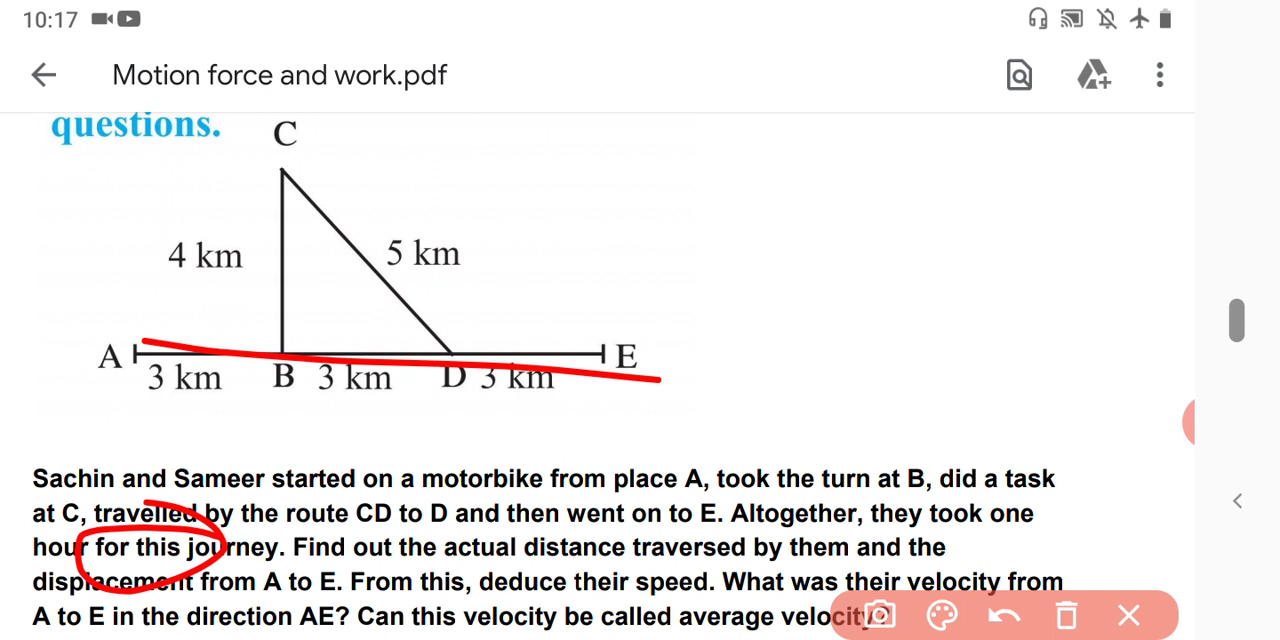 10:17
Motion force and work.pdf
questions.
C
4 km
5 km
A
E
3 km
B
3 km
D
3 km
Sachin and Sameer started on a motorbike from place A, took the turn at B, did a task
at C, travelled by the route CD to D and then went on to E. Altogether, they took one
hour for this journey. Find out the actual distance traversed by them and the
displacement from A to E. From this, deduce their speed. What was their velocity from
A to E in the direction AE? Can this velocity be called average velocity?